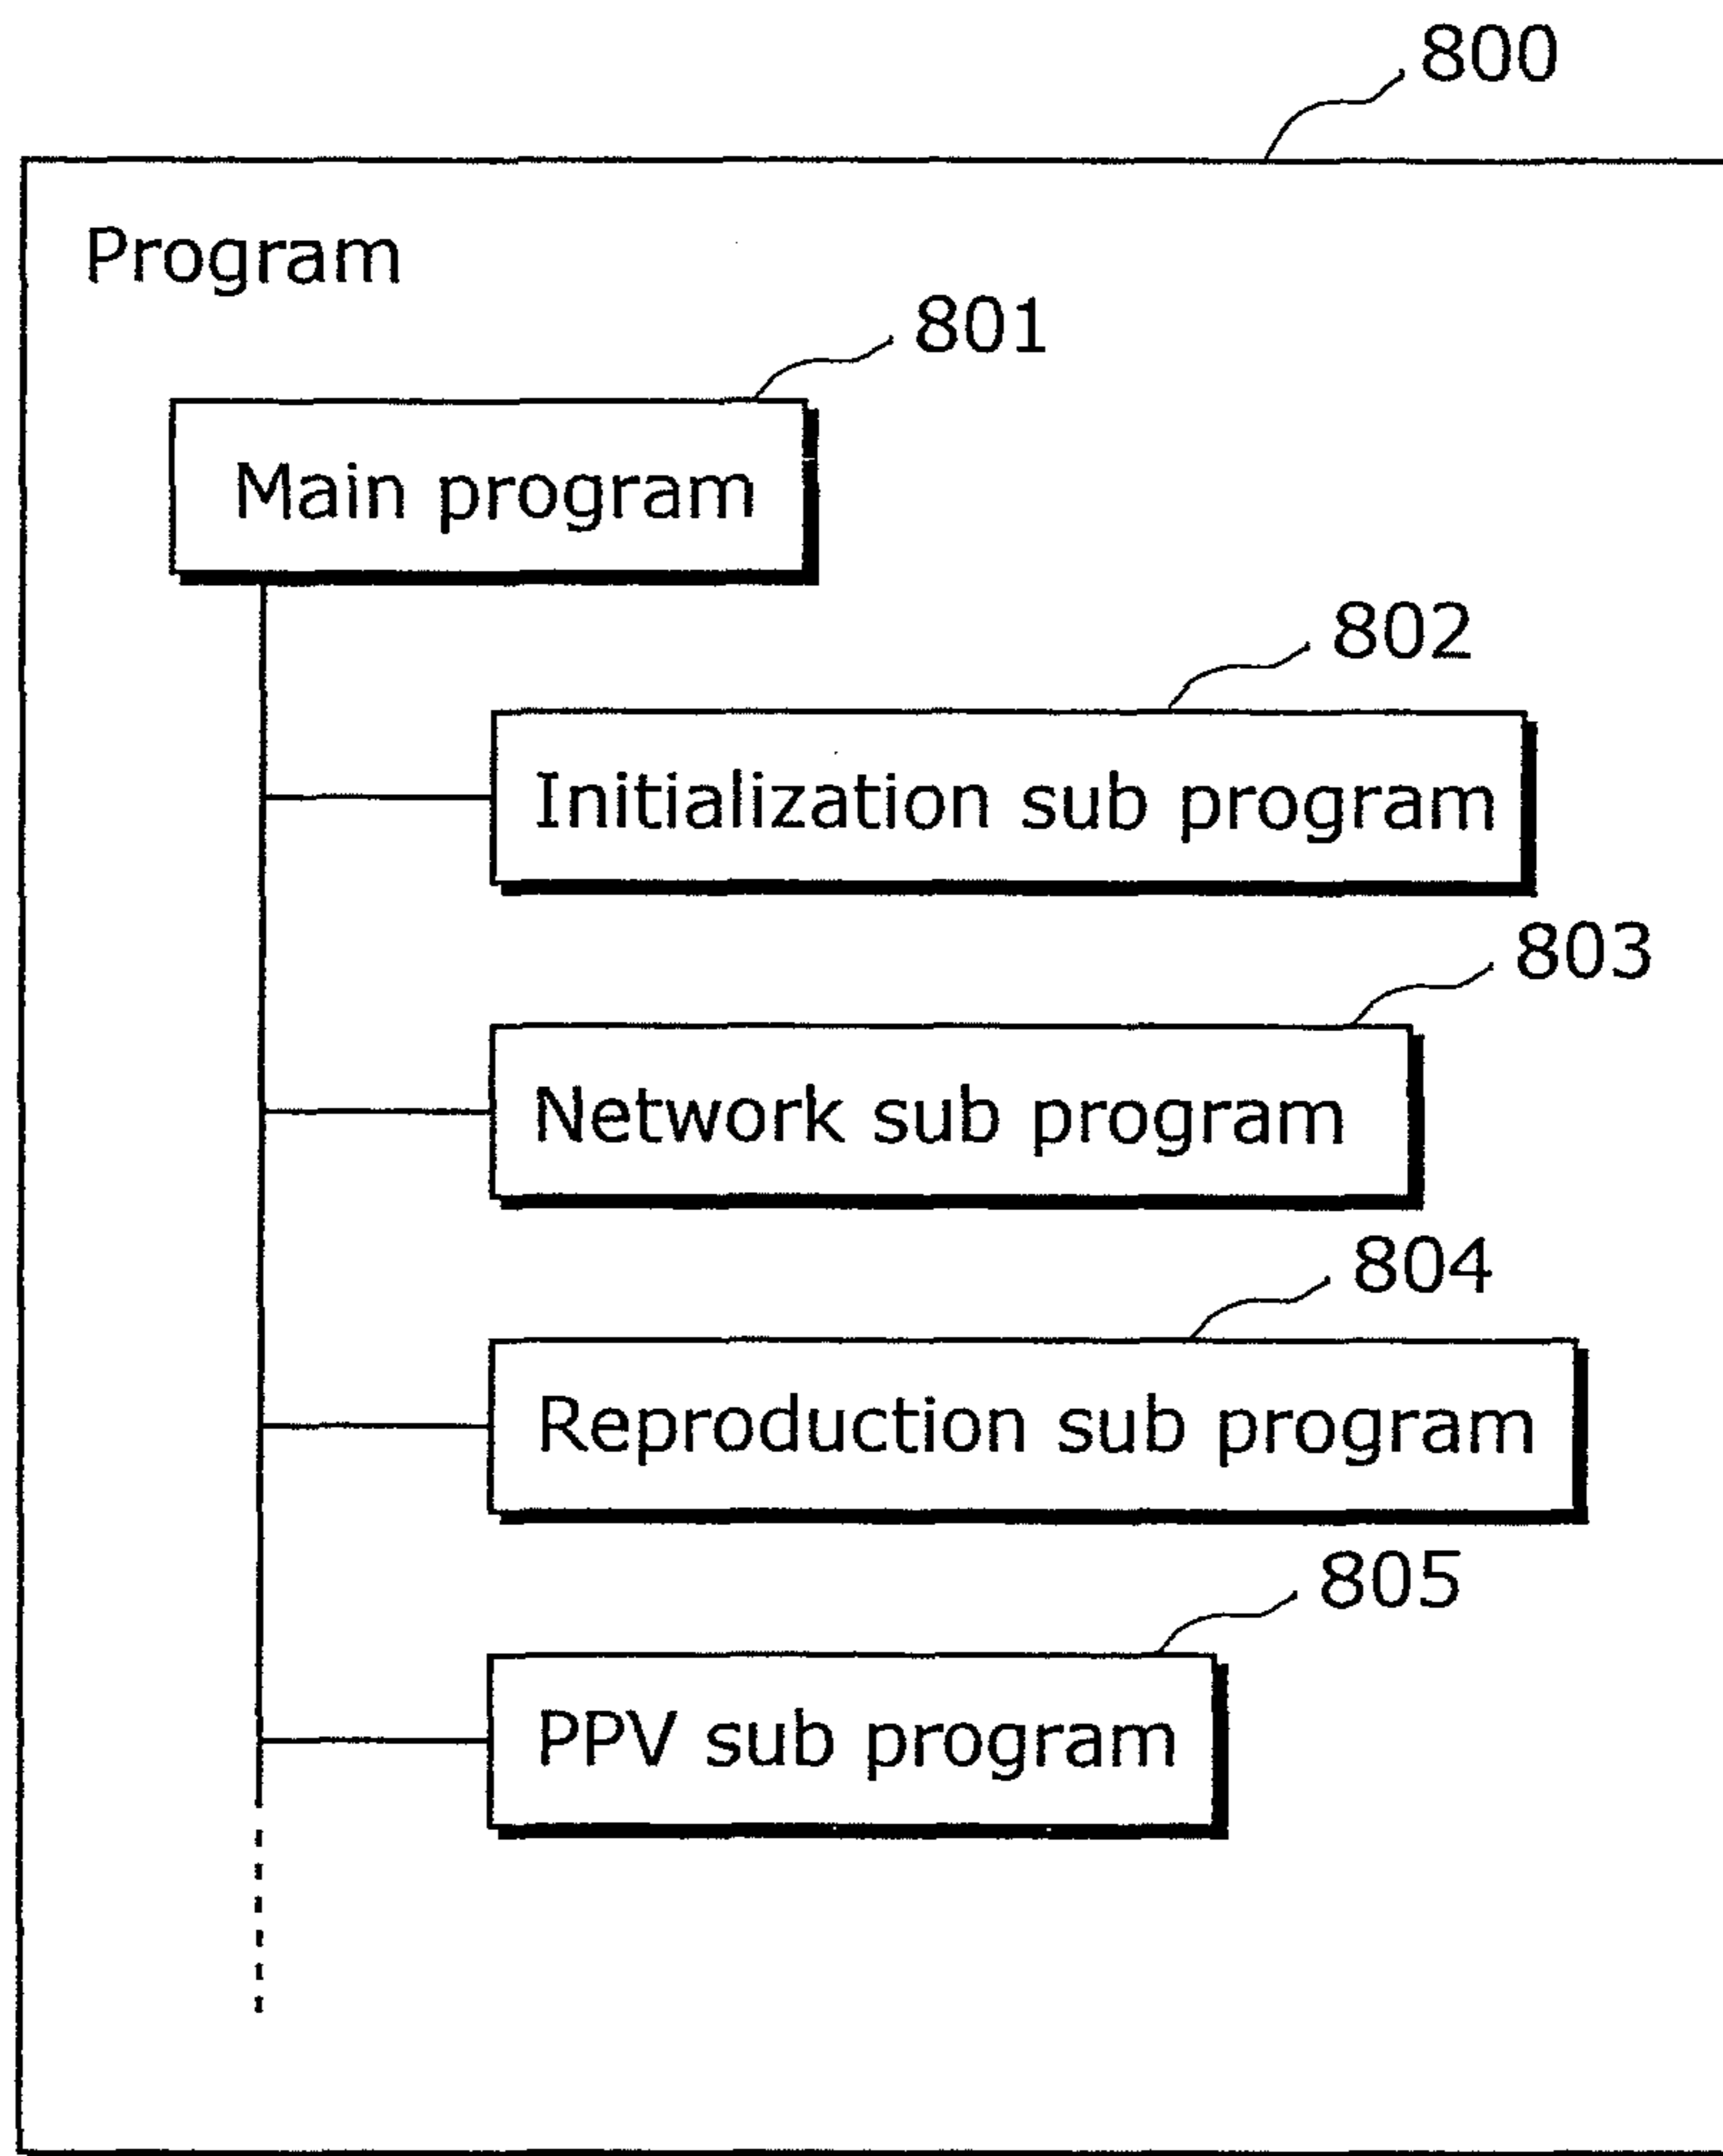 800
Program
801
Main program
802
Initialization sub program
803
Network sub program
804
Reproduction sub program
805
PPV sub program